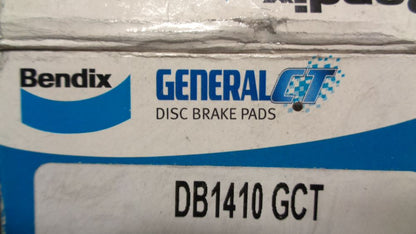 Bendix
GENERAL CT
DISC BRAKE PADS
DB1410 GCT